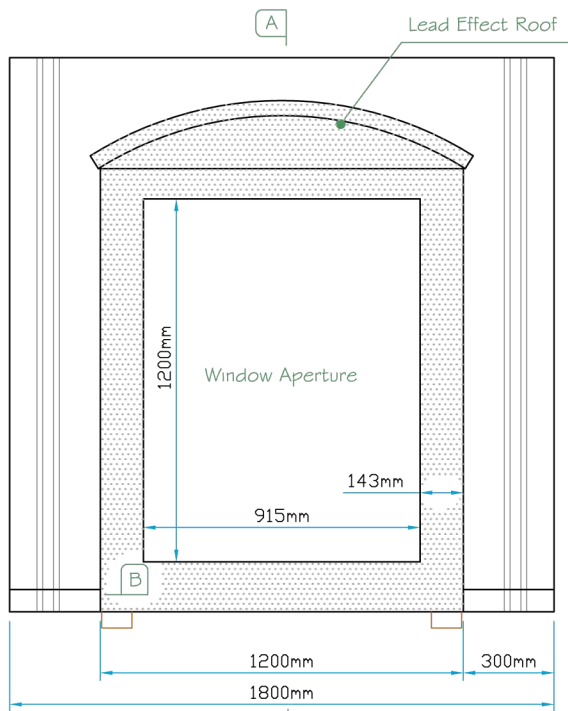 A
Lead Effect Roof
1200mm
Window Aperture
143mm
915mm
B
1200mm
300mm
1800mm